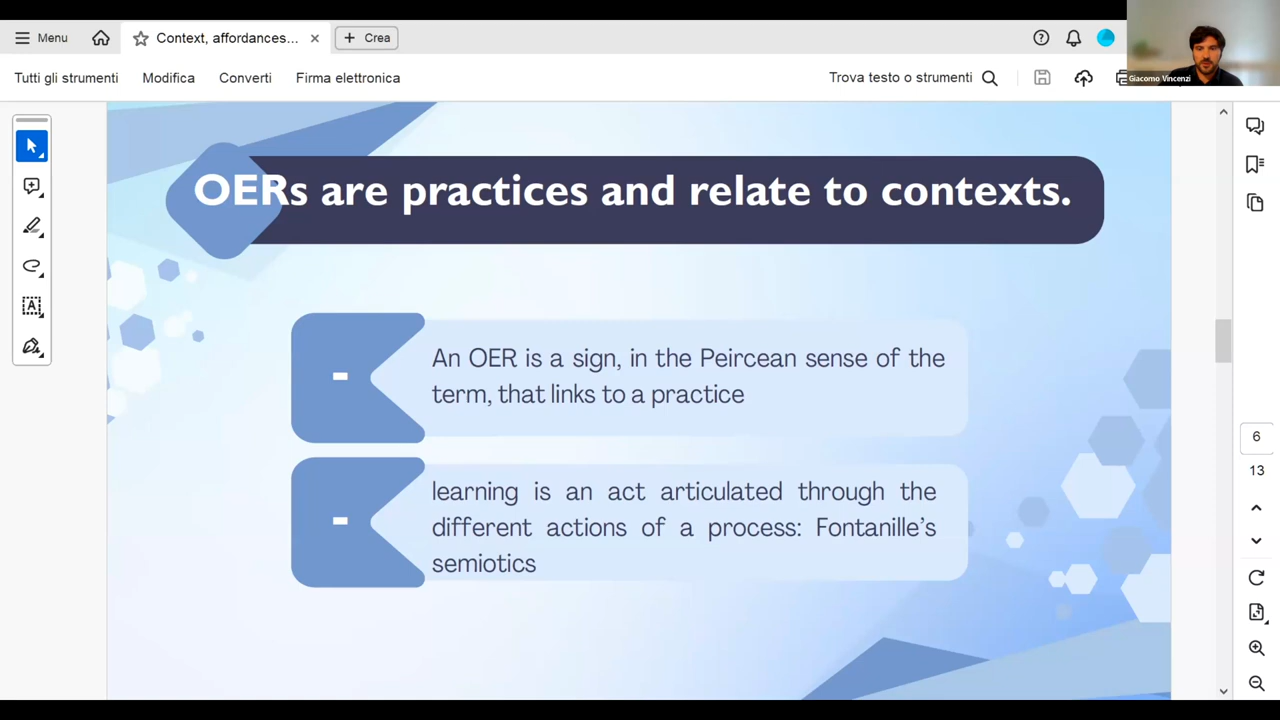 Menu
Context, affordances...
Crea
Tutti gli strumenti
Modifica
Converti
Firma elettronica
Trova testo o strumenti
Giacomo Vincenzi
OERs are practices and relate to contexts.
- An OER is a sign, in the Peircean sense of the
term, that links to a practice
- learning is an act articulated through the
different actions of a process: Fontanille's
semiotics
6
13